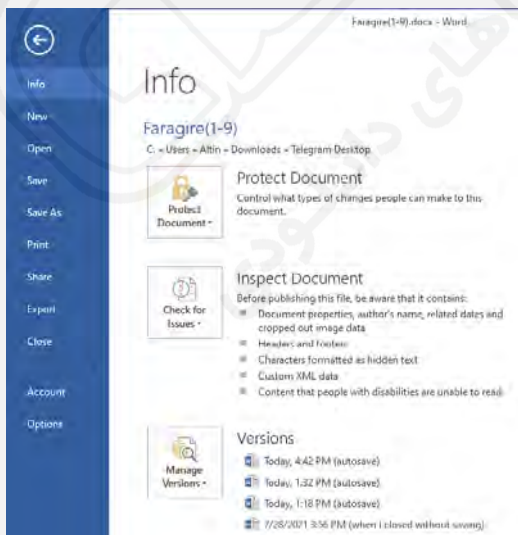 Faragire(1-9).docx - Word
Info
New
Open
Save
Save As
Print
Share
Export
Close
Account
Options
Info
Faragire(1-9)
C: » Users » Altin » Downloads » Telegram Desktop
Protect
Document
Protect Document
Control what types of changes people can make to this
document.
Check for
Issues
Inspect Document
Before publishing this file, be aware that it contains:
Document properties, author's name, related dates and
cropped out image data
Headers and footers
Characters formatted as hidden text
Custom XML data
Content that people with disabilities are unable to read
Manage
Versions
Versions
Today, 4:42 PM (autosave)
Today, 1:32 PM (autosave)
Today, 1:18 PM (autosave)
7/28/2021 3:56 PM (when I closed without saving)